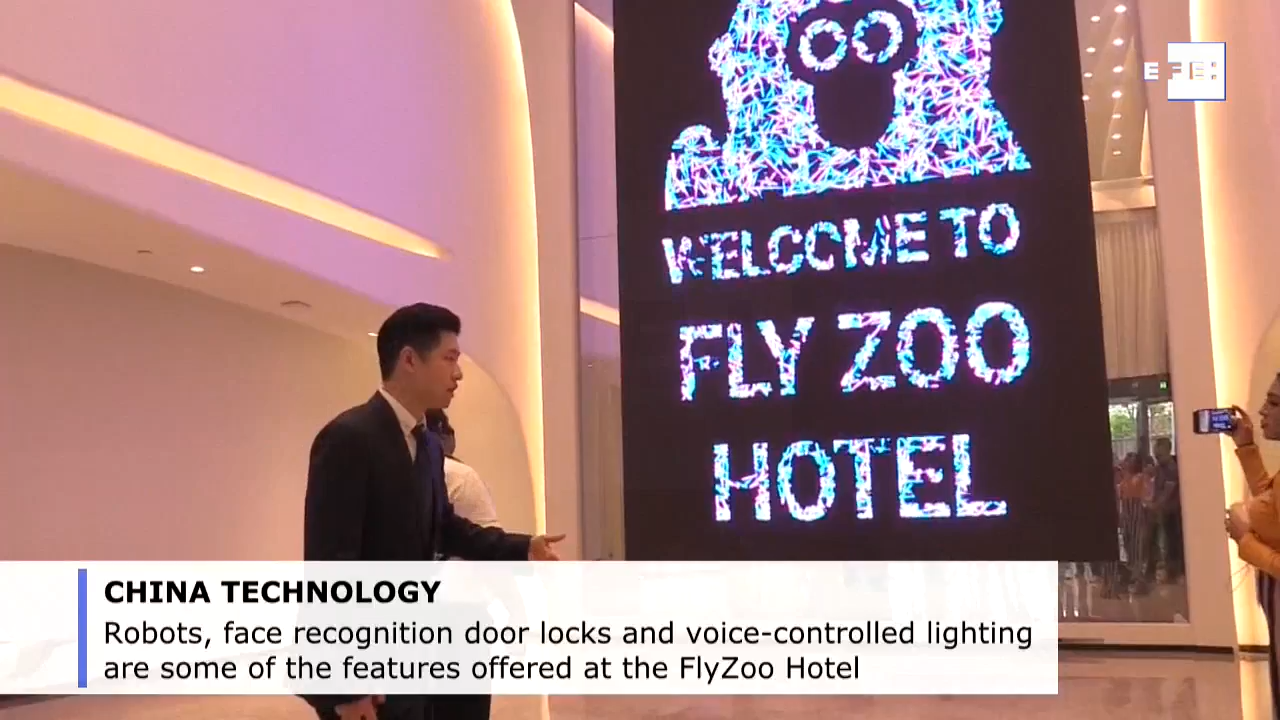 EFE:
WELCOME TO
FLY ZOO
HOTEL
CHINA TECHNOLOGY
Robots, face recognition door locks and voice-controlled lighting
are some of the features offered at the FlyZoo Hotel